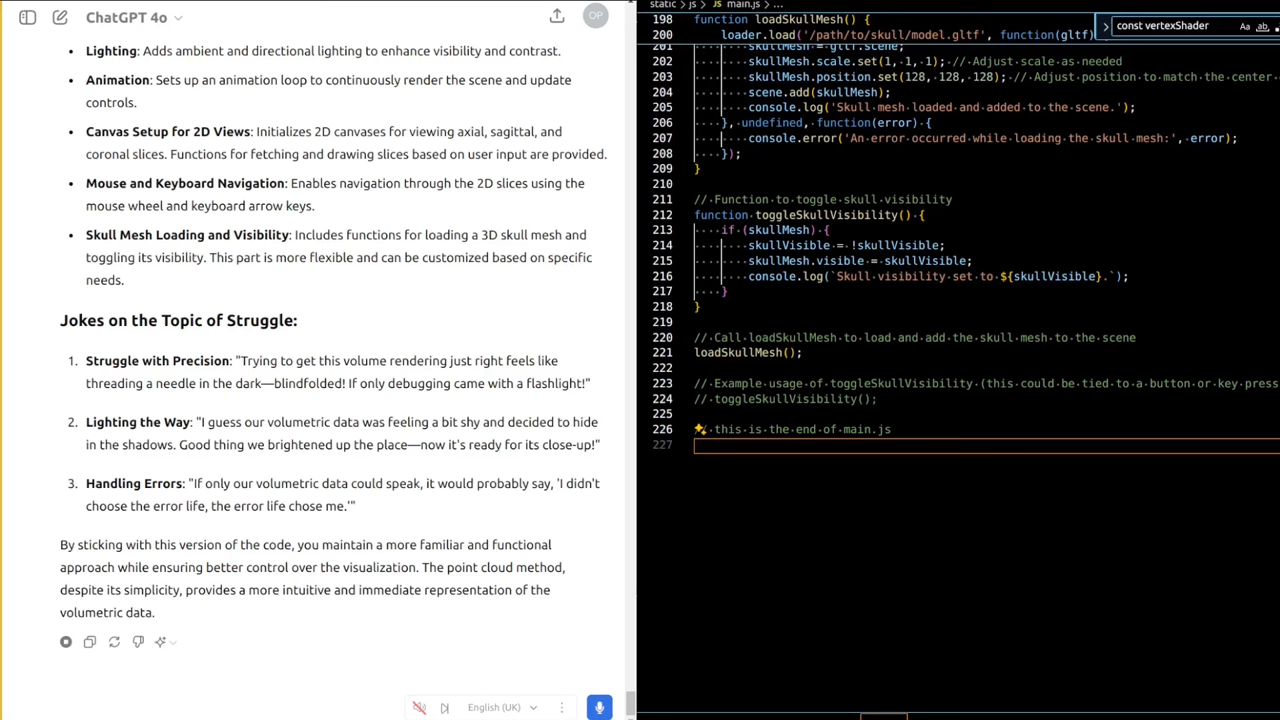 ChatGPT 4o
OP
• Lighting: Adds ambient and directional lighting to enhance visibility and contrast.
• Animation: Sets up an animation loop to continuously render the scene and update
controls.
• Canvas Setup for 2D Views: Initializes 2D canvases for viewing axial, sagittal, and
coronal slices. Functions for fetching and drawing slices based on user input are provided.
• Mouse and Keyboard Navigation: Enables navigation through the 2D slices using the
mouse wheel and keyboard arrow keys.
• Skull Mesh Loading and Visibility: Includes functions for loading a 3D skull mesh and
toggling its visibility. This part is more flexible and can be customized based on specific
needs.
Jokes on the Topic of Struggle:
1. Struggle with Precision: "Trying to get this volume rendering just right feels like
threading a needle in the dark—blindfolded! If only debugging came with a flashlight!"
2. Lighting the Way: "I guess our volumetric data was feeling a bit shy and decided to hide
in the shadows. Good thing we brightened up the place—now it's ready for its close-up!"
3. Handling Errors: "If only our volumetric data could speak, it would probably say, 'I didn't
choose the error life, the error life chose me.'"
By sticking with this version of the code, you maintain a more familiar and functional
approach while ensuring better control over the visualization. The point cloud method,
despite its simplicity, provides a more intuitive and immediate representation of the
volumetric data.
English (UK)
static > js > JS main.js > ...
const vertexShader Aa ab
198 function loadSkullMesh() {
200 loader.load('/path/to/skull/model.gltf', function(gltf)
201 skullMesh = gltf.scene;
202 skullMesh.scale.set(1, 1, 1); // Adjust scale as needed
203 skullMesh.position.set(128, 128, 128); // Adjust position to match the center
204 scene.add(skullMesh);
205 console.log('Skull mesh loaded and added to the scene.');
206 }, undefined, function(error) {
207 console.error('An error occurred while loading the skull mesh:', error);
208 });
209 }
210
211 // Function to toggle skull visibility
212 function toggleSkullVisibility() {
213 if (skullMesh) {
214 skullVisible = !skullVisible;
215 skullMesh.visible = skullVisible;
216 console.log(`Skull visibility set to ${skullVisible}.`);
217 }
218 }
219
220 // Call loadSkullMesh to load and add the skull mesh to the scene
221 loadSkullMesh();
222
223 // Example usage of toggleSkullVisibility (this could be tied to a button or key press
224 // toggleSkullVisibility();
225
226 // this is the end of main.js
227